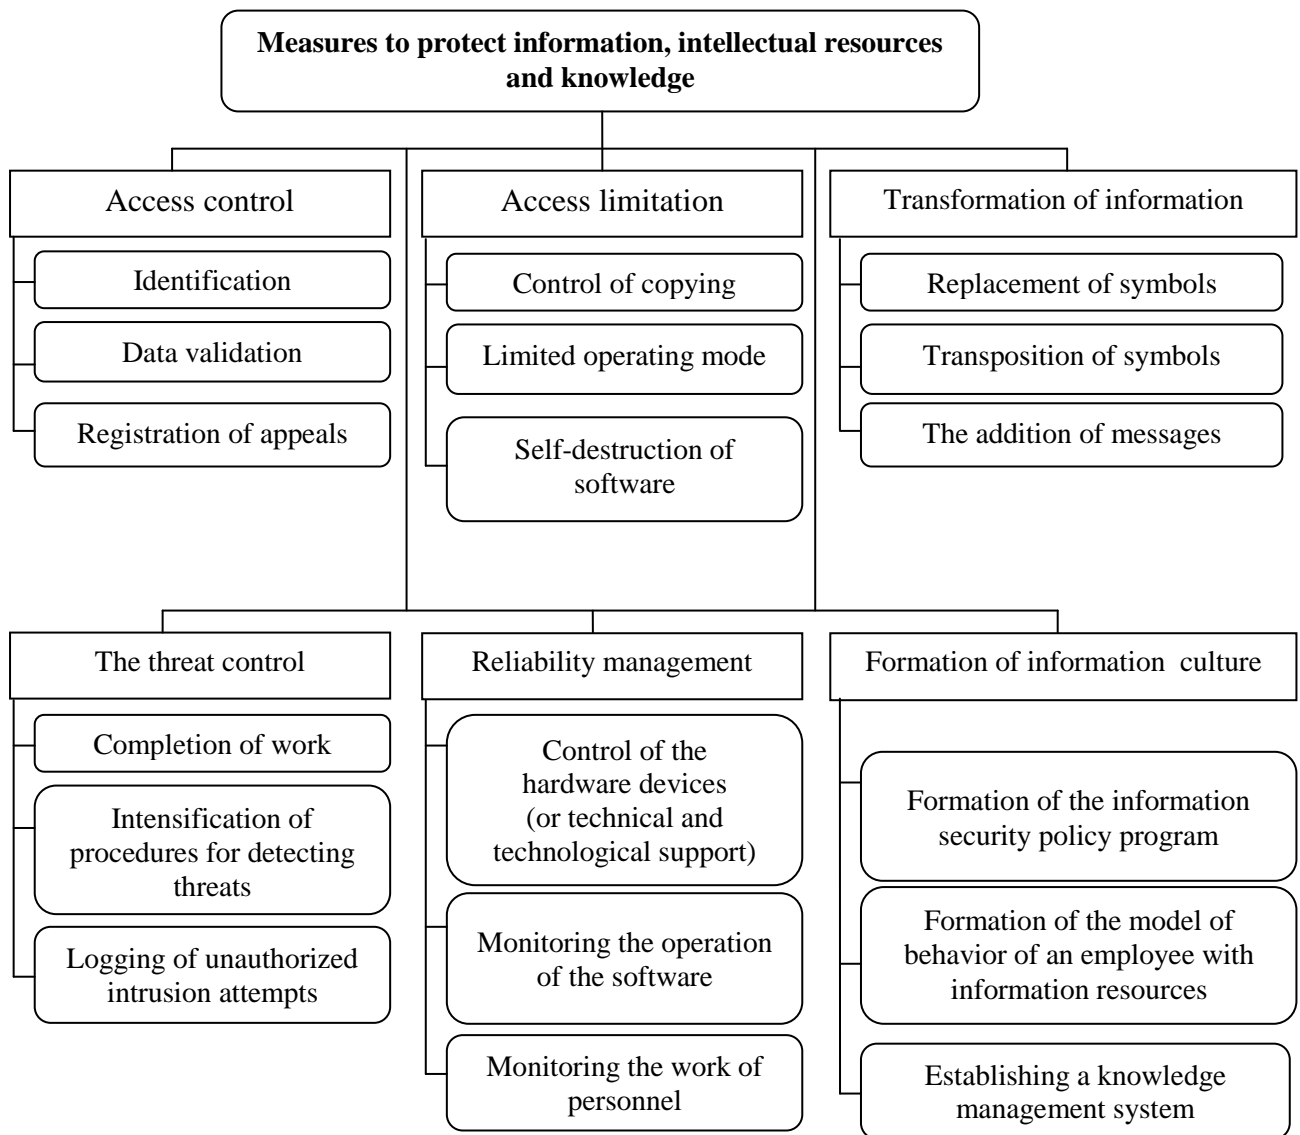 Measures to protect information, intellectual resources
and knowledge
Access control
Identification
Data validation
Registration of appeals
Access limitation
Control of copying
Limited operating mode
Self-destruction of
software
Transformation of information
Replacement of symbols
Transposition of symbols
The addition of messages
The threat control
Completion of work
Intensification of
procedures for detecting
threats
Logging of unauthorized
intrusion attempts
Reliability management
Control of the
hardware devices
(or technical and
technological support)
Monitoring the operation
of the software
Monitoring the work of
personnel
Formation of information culture
Formation of the information
security policy program
Formation of the model of
behavior of an employee with
information resources
Establishing a knowledge
management system